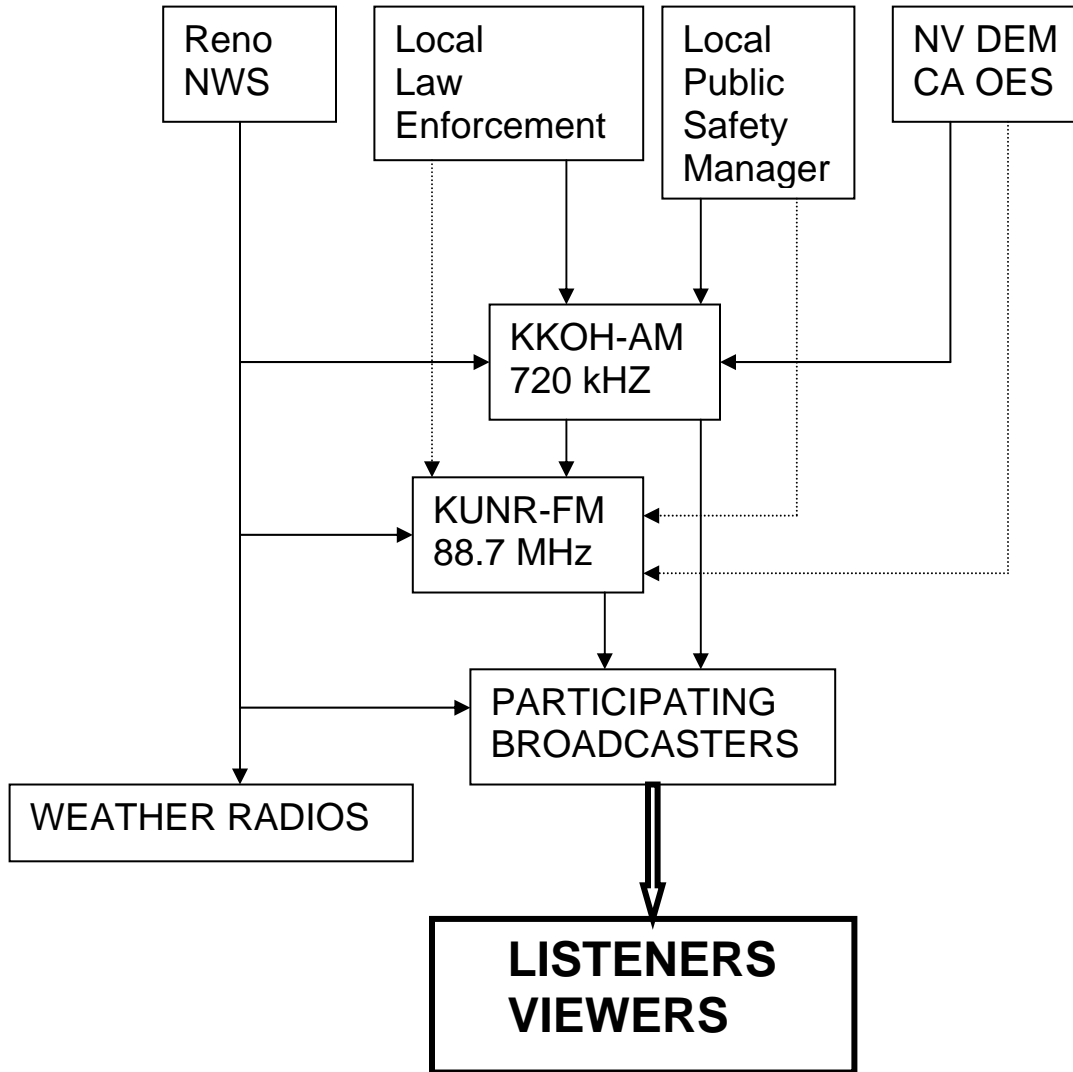 Reno
NWS
Local
Law
Enforcement
Local
Public
Safety
Manager
NV DEM
CA OES
KKOH-AM
720 kHZ
KUNR-FM
88.7 MHz
PARTICIPATING
BROADCASTERS
WEATHER RADIOS
LISTENERS
VIEWERS